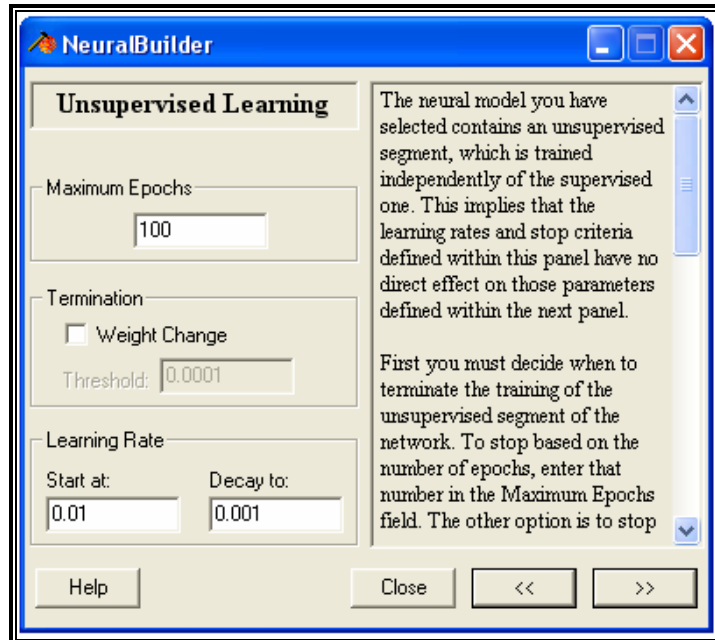 NeuralBuilder
Unsupervised Learning
Maximum Epochs
100
Termination
Weight Change
Threshold: 0.0001
Learning Rate
Start at: Decay to:
0.01 0.001
The neural model you have
selected contains an unsupervised
segment, which is trained
independently of the supervised
one. This implies that the
learning rates and stop criteria
defined within this panel have no
direct effect on those parameters
defined within the next panel.
First you must decide when to
terminate the training of the
unsupervised segment of the
network. To stop based on the
number of epochs, enter that
number in the Maximum Epochs
field. The other option is to stop
Help Close << >>